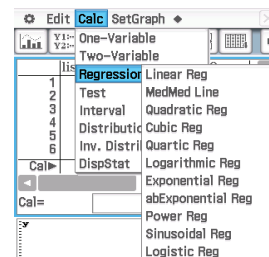 Edit Calc SetGraph
Y1:
Y2:
One-Variable
Two-Variable
Regression
Test
Interval
Inv.
DispStat
Linear Reg
MedMed Line
Quadratic Reg
Cubic Reg
Quartic Reg
Logarithmic Reg
Exponential Reg
abExponential Reg
Power Reg
Sinusoidal Reg
Logistic Reg
1
2
3
4
5
6
Cal▶
Cal=
y